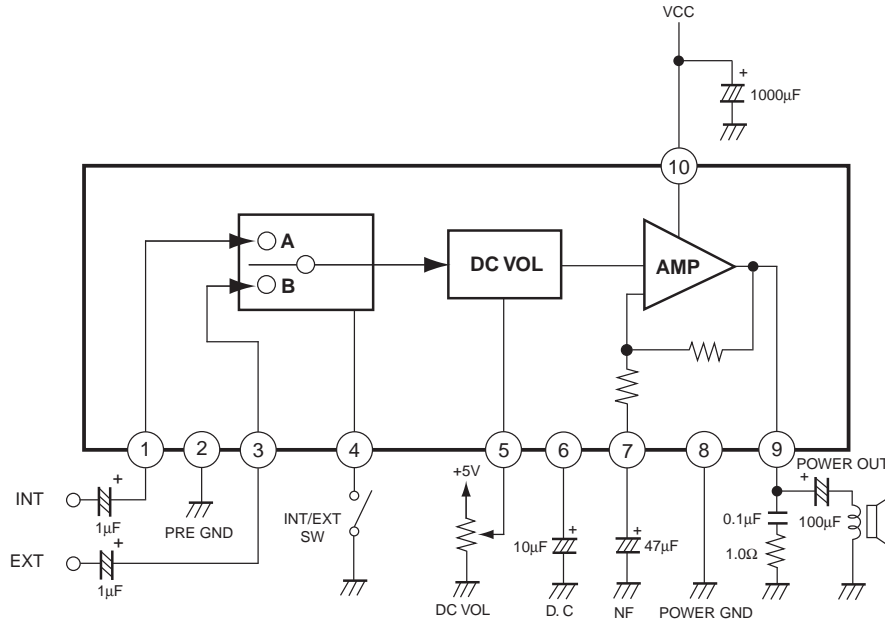 VCC
+
1000µF
10
A
B
DC VOL
AMP
1
2
3
4
5
6
7
8
9
INT
+
1µF
PRE GND
EXT
+
1µF
INT/EXT
SW
+5V
DC VOL
+
10µF
D. C
+
47µF
NF
POWER GND
POWER OUT
+
0.1µF
100µF
1.0Ω